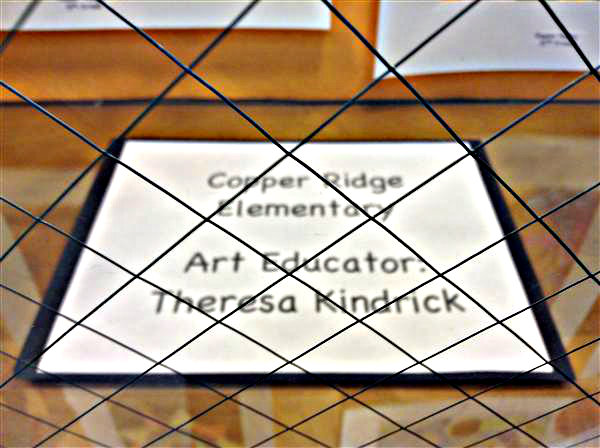 Copper Ridge
Elementary
Art Educator:
Theresa Kindrick